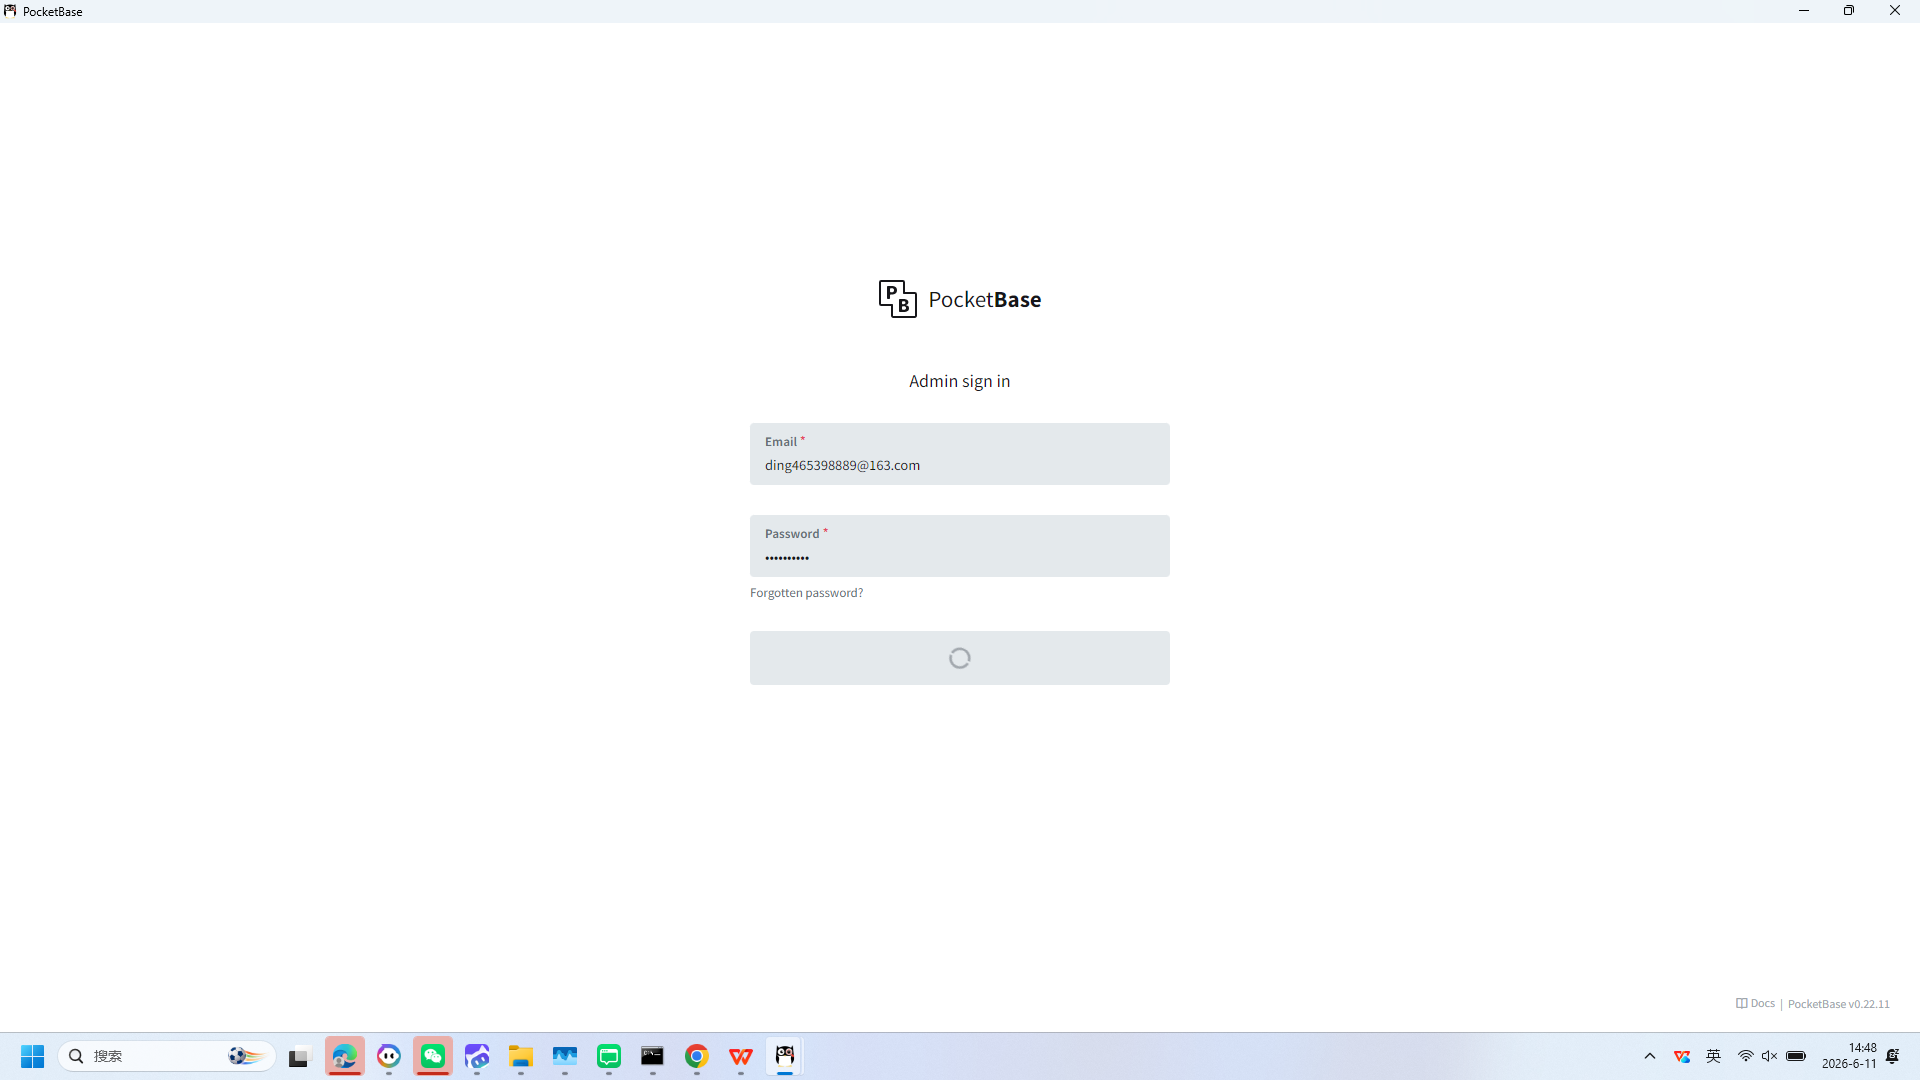 PocketBase
PB PocketBase
Admin sign in
Email *
ding465398889@163.com
Password *
••••••••••
Forgotten password?
Docs | PocketBase v0.22.11
搜索
英
14:48
2026-6-11